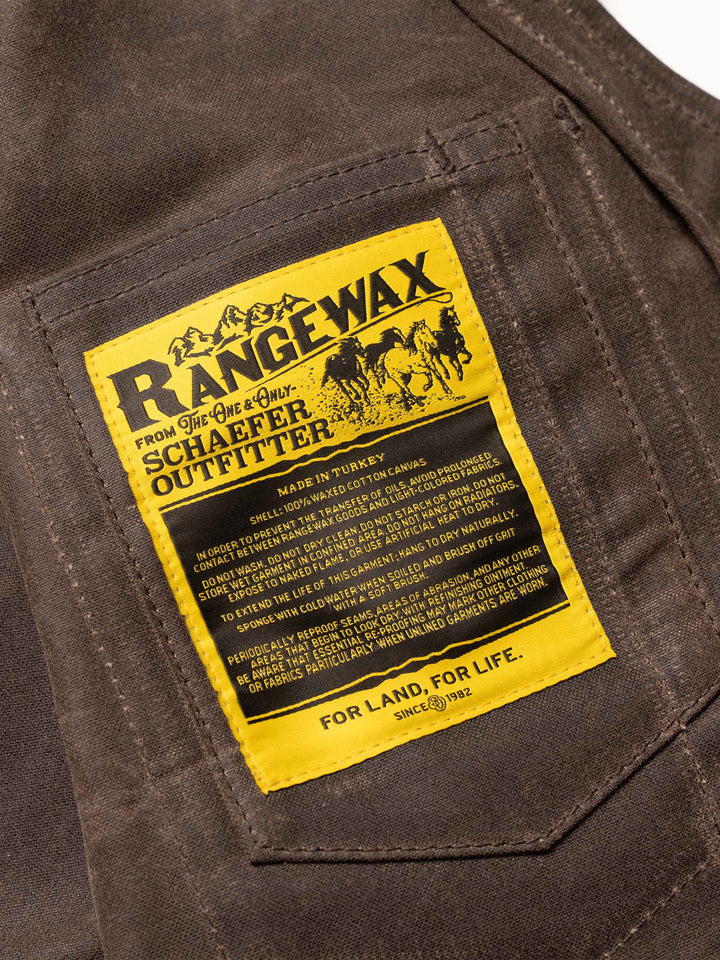 RANGEWAX
FROM THE ONE & ONLY-
SCHAEFER
OUTFITTER
MADE IN TURKEY
SHELL: 100% WAXED COTTON CANVAS
IN ORDER TO PREVENT THE TRANSFER OF OILS, AVOID PROLONGED
CONTACT BETWEEN RANGEWAX GOODS AND LIGHT-COLORED FABRICS.
DO NOT WASH, DO NOT DRY CLEAN, DO NOT STARCH OR IRON. DO NOT
STORE WET GARMENT IN CONFINED AREA, DO NOT HANG ON RADIATORS,
EXPOSE TO NAKED FLAME, OR USE ARTIFICIAL HEAT TO DRY.
TO EXTEND THE LIFE OF THIS GARMENT: HANG TO DRY NATURALLY.
SPONGE WITH COLD WATER WHEN SOILED AND BRUSH OFF GRIT
WITH A SOFT BRUSH.
PERIODICALLY REPROOF SEAMS, AREAS OF ABRASION, AND ANY OTHER
AREAS THAT BEGIN TO LOOK DRY WITH REFINISHING OINTMENT.
BE AWARE THAT ESSENTIAL RE-PROOFING MAY MARK OTHER CLOTHING
OR FABRICS PARTICULARLY WHEN UNLINED GARMENTS ARE WORN.
FOR LAND, FOR LIFE.
SINCE 1982